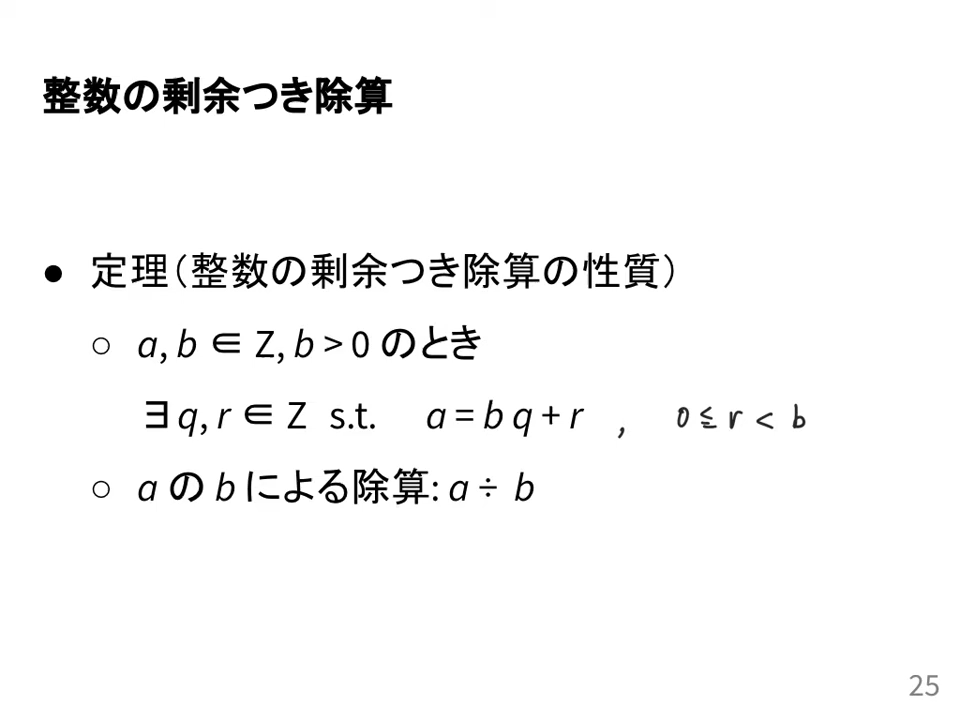 整数の剰余つき除算
● 定理（整数の剰余つき除算の性質）
○ a, b ∈ Z, b > 0 のとき
∃ q, r ∈ Z s.t. a = b q + r , 0 ≦ r < b
○ a の b による除算: a ÷ b
25